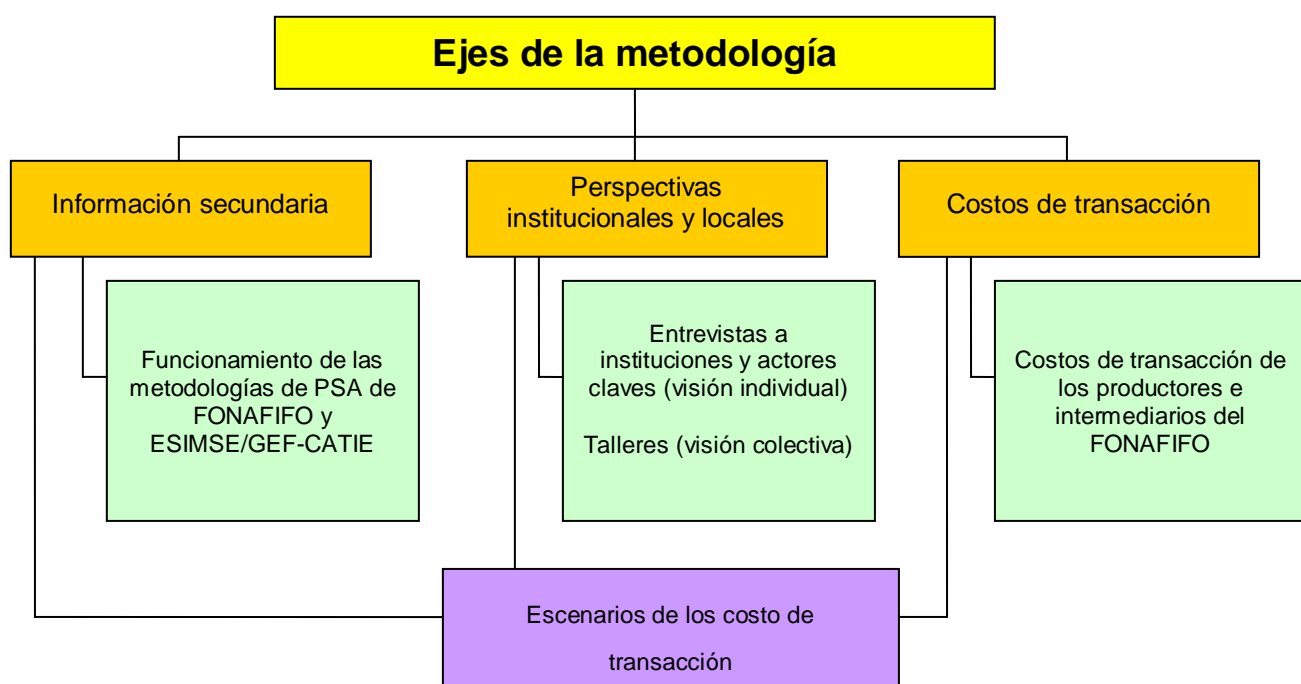 Ejes de la metodología
Información secundaria
Perspectivas
institucionales y locales
Costos de transacción
Funcionamiento de las
metodologías de PSA de
FONAFIFO y
ESIMSE/GEF-CATIE
Entrevistas a
instituciones y actores
claves (visión individual)
Talleres (visión colectiva)
Costos de transacción de
los productores e
intermediarios del
FONAFIFO
Escenarios de los costo de
transacción